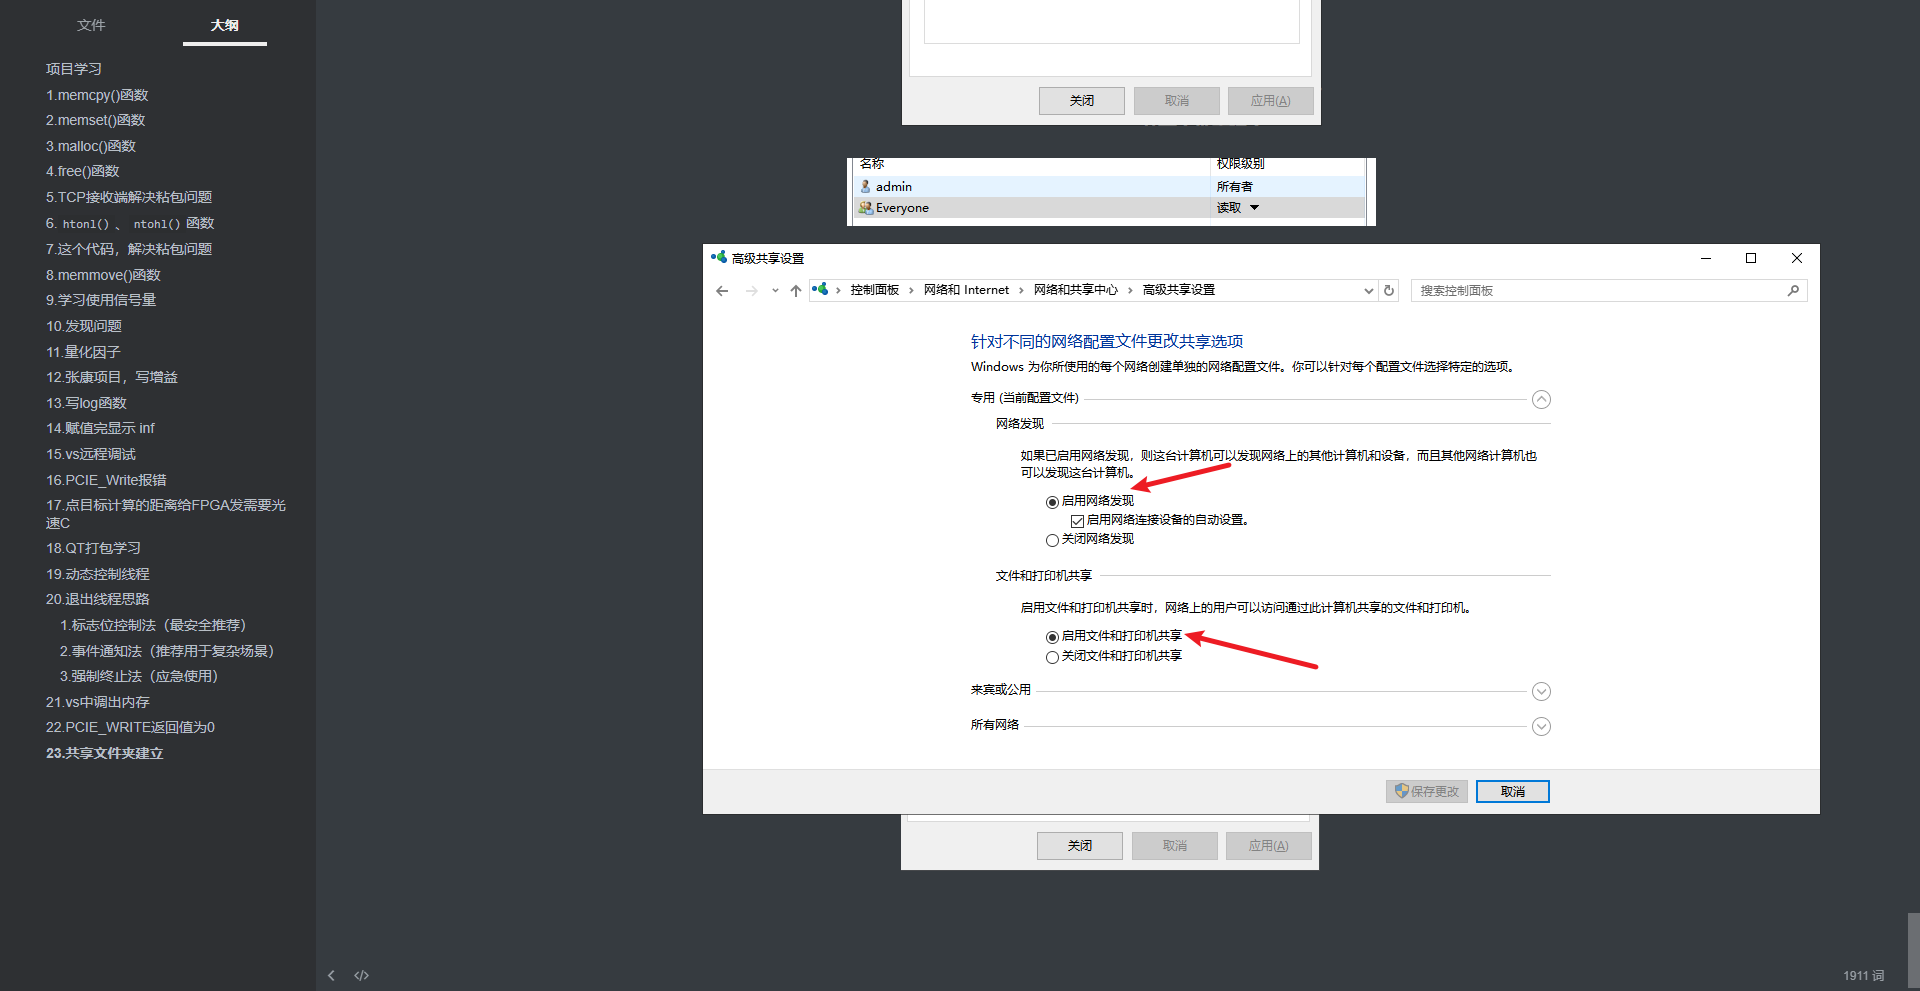 文件
大纲
项目学习
1.memcpy()函数
2.memset()函数
3.malloc()函数
4.free()函数
5.TCP接收端解决粘包问题
6. htonl() 、 ntohl() 函数
7.这个代码，解决粘包问题
8.memmove()函数
9.学习使用信号量
10.发现问题
11.量化因子
12.张康项目，写增益
13.写log函数
14.赋值完显示 inf
15.vs远程调试
16.PCIE_Write报错
17.点目标计算的距离给FPGA发需要光
速C
18.QT打包学习
19.动态控制线程
20.退出线程思路
1.标志位控制法（最安全推荐）
2.事件通知法（推荐用于复杂场景）
3.强制终止法（应急使用）
21.vs中调出内存
22.PCIE_WRITE返回值为0
23.共享文件夹建立
关闭
取消
应用(A)
名称
权限级别
admin
所有者
Everyone
读取
高级共享设置
控制面板 › 网络和 Internet › 网络和共享中心 › 高级共享设置
搜索控制面板
针对不同的网络配置文件更改共享选项
Windows 为你所使用的每个网络创建单独的网络配置文件。你可以针对每个配置文件选择特定的选项。
专用 (当前配置文件)
网络发现
如果已启用网络发现，则这台计算机可以发现网络上的其他计算机和设备，而且其他网络计算机也
可以发现这台计算机。
启用网络发现
启用网络连接设备的自动设置。
关闭网络发现
文件和打印机共享
启用文件和打印机共享时，网络上的用户可以访问通过此计算机共享的文件和打印机。
启用文件和打印机共享
关闭文件和打印机共享
来宾或公用
所有网络
保存更改
取消
关闭
取消
应用(A)
</>
1911 词